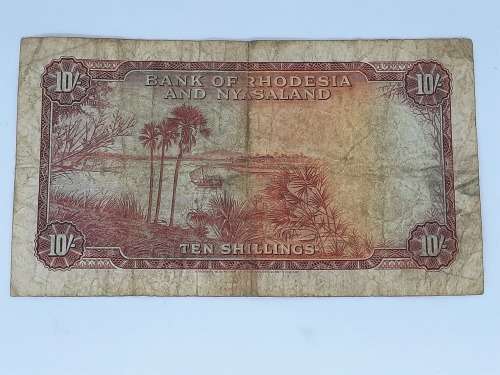 10/- BANK OF RHODESIA 10/-
AND NYASALAND
10/- TEN SHILLINGS 10/-